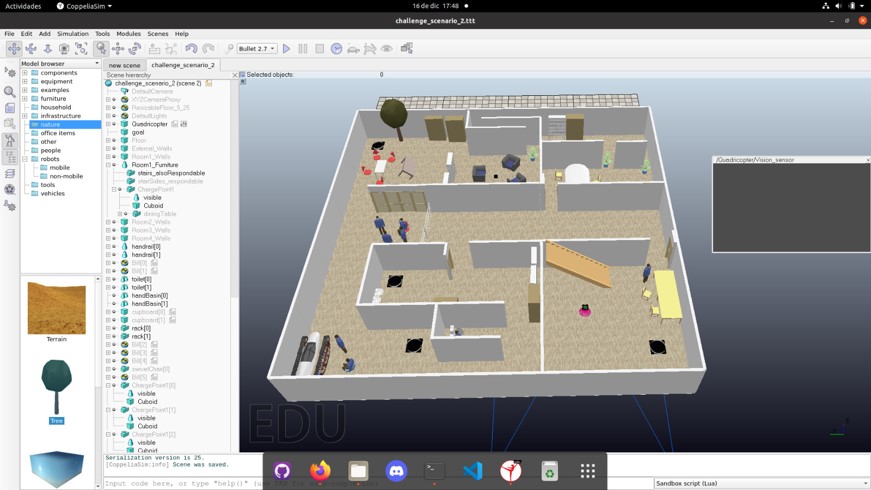 Actividades
CoppeliaSim
16 de dic 17:48
challenge_scenario_2.ttt
File Edit Add Simulation Tools Modules Scenes Help
Bullet 2.7
Model browser
new scene
challenge_scenario_2
Scene hierarchy
Selected objects: 0
components
equipment
examples
furniture
household
infrastructure
nature
office items
other
people
robots
mobile
non-mobile
tools
vehicles
Terrain
Tree
challenge_scenario_2 (scene 2)
DefaultCamera
XYZCameraProxy
ResizableFloor_5_25
DefaultLights
Quadricopter
goal
Floor
External_Walls
Room1_Walls
Room1_Furniture
stairs_alsoRespondable
stairSides_respondable
ChargePoint1
visible
Cuboid
diningTable
Room2_Walls
Room3_Walls
Room4_Walls
handrail[0]
handrail[1]
Bill[0]
Bill[1]
toilet[0]
toilet[1]
handBasin[0]
handBasin[1]
cupboard[0]
cupboard[1]
rack[0]
rack[1]
Bill[2]
Bill[3]
Bill[4]
swivelChair[0]
Bill[5]
ChargePoint1[0]
visible
Cuboid
ChargePoint1[1]
visible
Cuboid
ChargePoint1[2]
visible
Cuboid
/Quadricopter/Vision_sensor
EDU
Serialization version is 25.
[CoppeliaSim:info] Scene was saved.
Input code here, or type "help()"
Sandbox script (Lua)